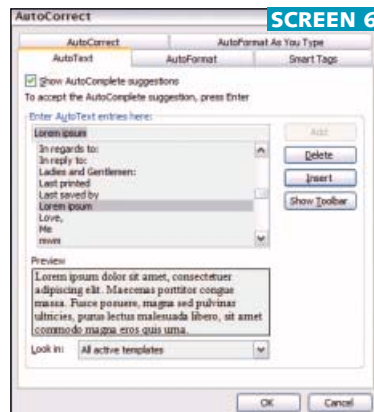 AutoCorrect
SCREEN 6
AutoCorrect AutoFormat As You Type
AutoText AutoFormat Smart Tags
Show AutoComplete suggestions
To accept the AutoComplete suggestion, press Enter
Enter AutoText entries here:
Lorem ipsum Add
In regards to:
In reply to: Delete
Ladies and Gentlemen:
Last printed Insert
Last saved by
Lorem ipsum Show Toolbar
Love,
Me
mvm
Preview
Lorem ipsum dolor sit amet, consectetuer
adipiscing elit. Maecenas porttitor congue
massa. Fusce posuere, magna sed pulvinar
ultricies, purus lectus malesuada libero, sit amet
commodo magna eros quis urna.
Look in: All active templates
OK Cancel